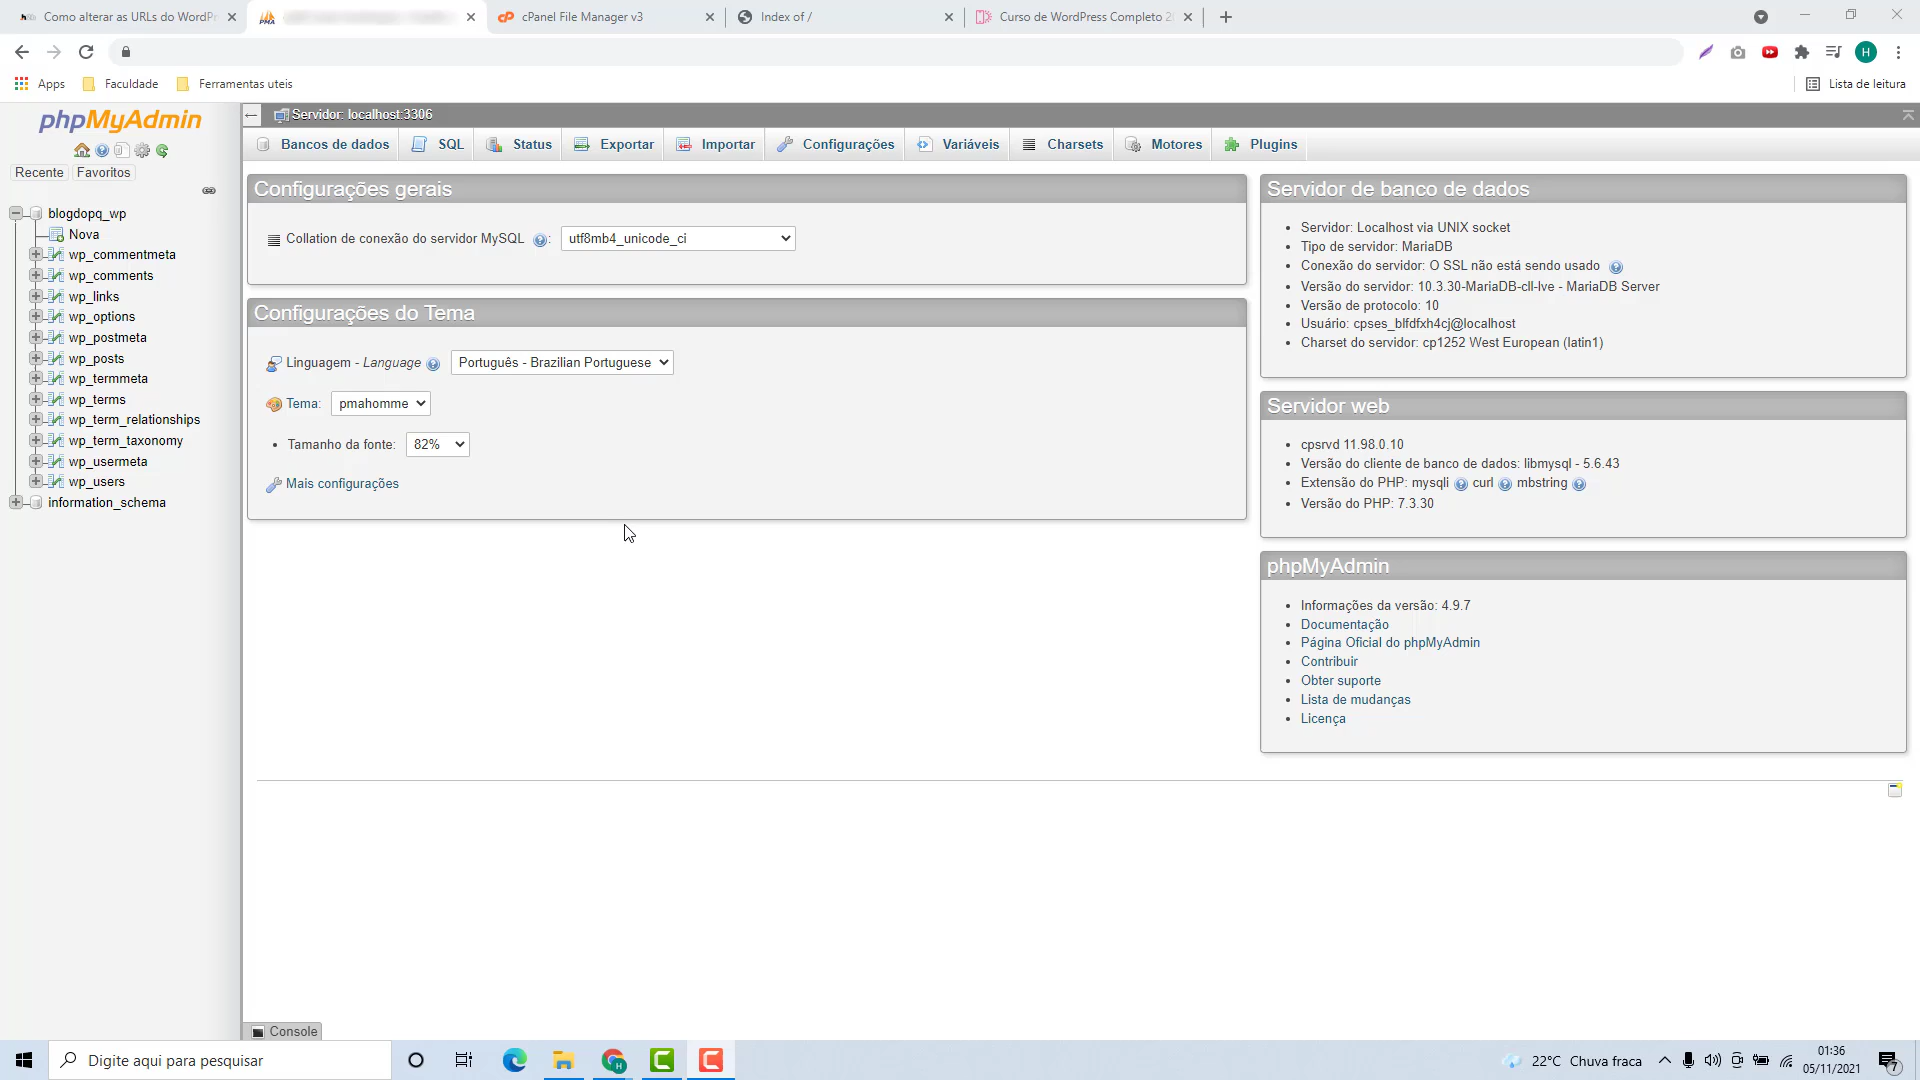 Como alterar as URLs do WordP
cPanel File Manager v3
Index of /
Curso de WordPress Completo 2
H
Apps
Faculdade
Ferramentas uteis
Lista de leitura
phpMyAdmin
Recente
Favoritos
blogdopq_wp
Nova
wp_commentmeta
wp_comments
wp_links
wp_options
wp_postmeta
wp_posts
wp_termmeta
wp_terms
wp_term_relationships
wp_term_taxonomy
wp_usermeta
wp_users
information_schema
Servidor: localhost:3306
Bancos de dados
SQL
Status
Exportar
Importar
Configurações
Variáveis
Charsets
Motores
Plugins
Configurações gerais
Collation de conexão do servidor MySQL : utf8mb4_unicode_ci
Configurações do Tema
Linguagem - Language Português - Brazilian Portuguese
Tema: pmahomme
• Tamanho da fonte: 82%
Mais configurações
Servidor de banco de dados
• Servidor: Localhost via UNIX socket
• Tipo de servidor: MariaDB
• Conexão do servidor: O SSL não está sendo usado
• Versão do servidor: 10.3.30-MariaDB-cll-lve - MariaDB Server
• Versão de protocolo: 10
• Usuário: cpses_blfdfxh4cj@localhost
• Charset do servidor: cp1252 West European (latin1)
Servidor web
• cpsrvd 11.98.0.10
• Versão do cliente de banco de dados: libmysql - 5.6.43
• Extensão do PHP: mysqli curl mbstring
• Versão do PHP: 7.3.30
phpMyAdmin
• Informações da versão: 4.9.7
• Documentação
• Página Oficial do phpMyAdmin
• Contribuir
• Obter suporte
• Lista de mudanças
• Licença
Console
Digite aqui para pesquisar
22°C Chuva fraca
01:36
05/11/2021
7